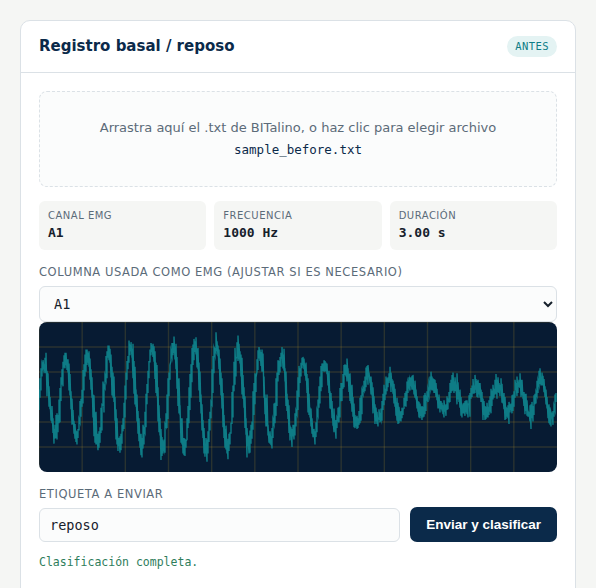 Registro basal / reposo
ANTES
Arrastra aquí el .txt de BITalino, o haz clic para elegir archivo
sample_before.txt
CANAL EMG
A1
FRECUENCIA
1000 Hz
DURACIÓN
3.00 s
COLUMNA USADA COMO EMG (AJUSTAR SI ES NECESARIO)
A1
ETIQUETA A ENVIAR
reposo
Enviar y clasificar
Clasificación completa.